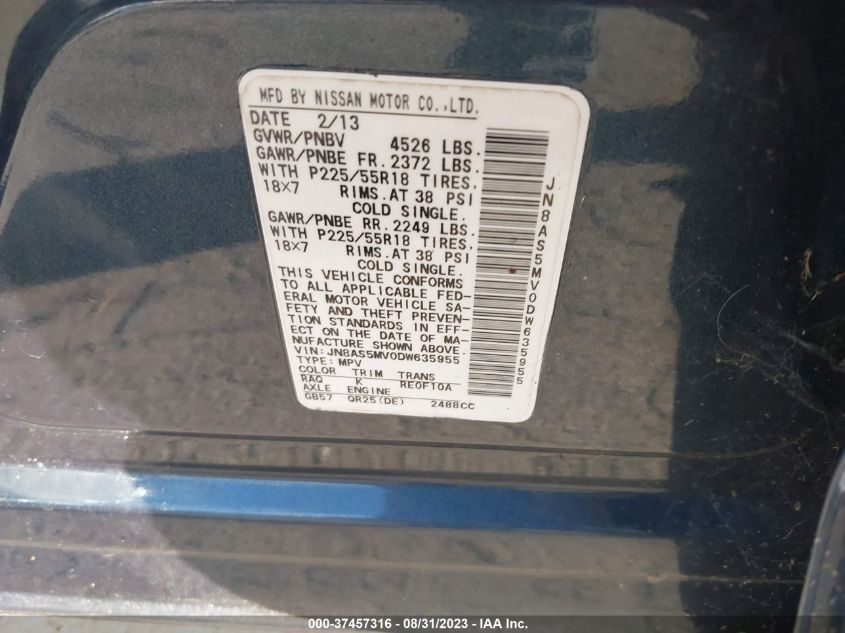 MFD BY NISSAN MOTOR CO.,LTD.
DATE 2/13
GVWR/PNBV 4526 LBS.
GAWR/PNBE FR. 2372 LBS.
WITH P225/55R18 TIRES,
18X7 RIMS.AT 38 PSI
COLD SINGLE.
GAWR/PNBE RR. 2249 LBS.
WITH P225/55R18 TIRES,
18X7 RIMS.AT 38 PSI
COLD SINGLE.
THIS VEHICLE CONFORMS
TO ALL APPLICABLE FED-
ERAL MOTOR VEHICLE SA-
FETY AND THEFT PREVEN-
TION STANDARDS IN EFF-
ECT ON THE DATE OF MA-
NUFACTURE SHOWN ABOVE.
VIN: JN8AS5MV0DW635955
TYPE: MPV
COLOR TRIM TRANS
RAQ K RE0F10A
AXLE ENGINE
GB57 QR25(DE) 2488CC
JN8AS5MV0DW635955
000-37457316 - 08/31/2023 - IAA Inc.